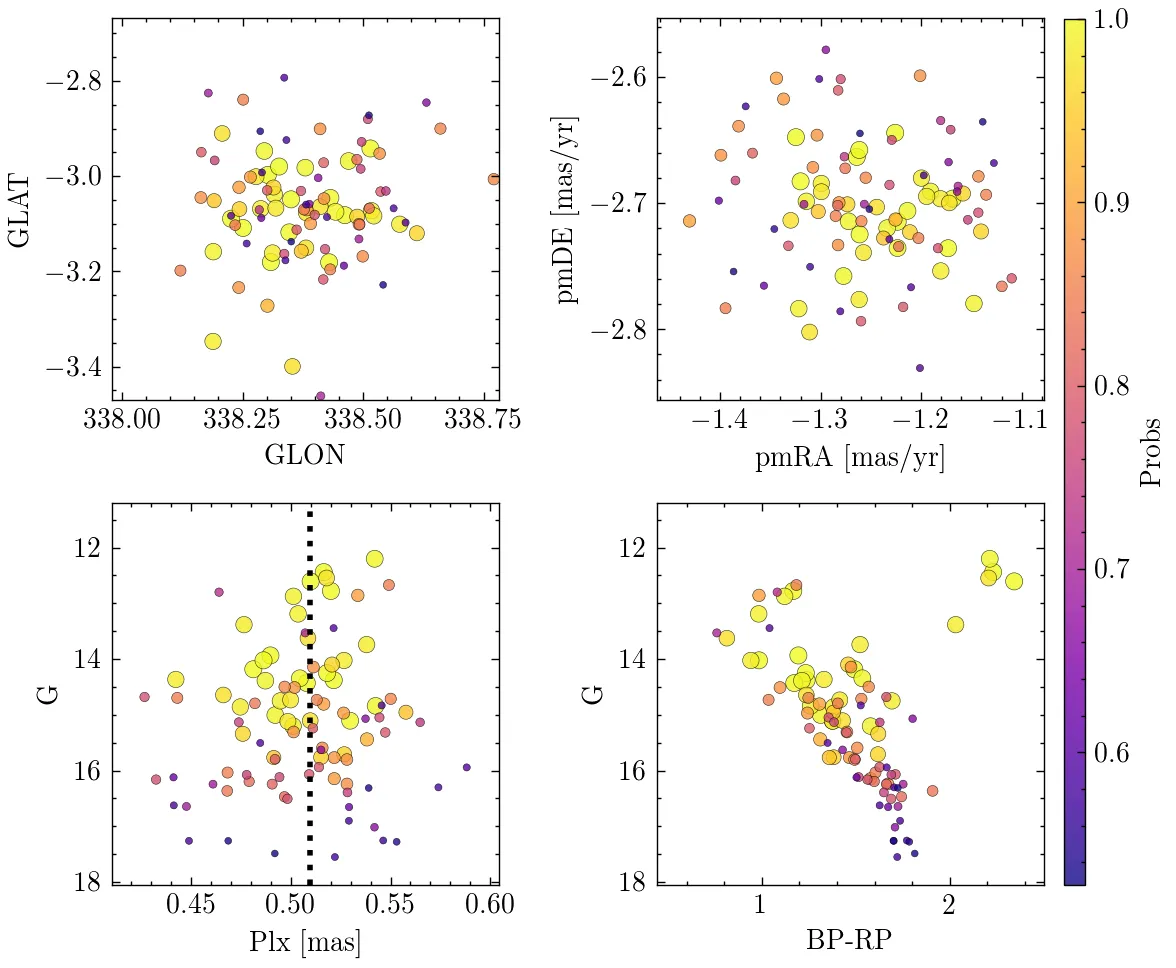 −2.8
−3.0
−3.2
−3.4
GLAT
338.00 338.25 338.50 338.75
GLON
−2.6
−2.7
−2.8
pmDE [mas/yr]
−1.4 −1.3 −1.2 −1.1
pmRA [mas/yr]
12
14
16
18
G
0.45 0.50 0.55 0.60
Plx [mas]
12
14
16
18
G
1 2
BP-RP
1.0
0.9
0.8
0.7
0.6
Probs